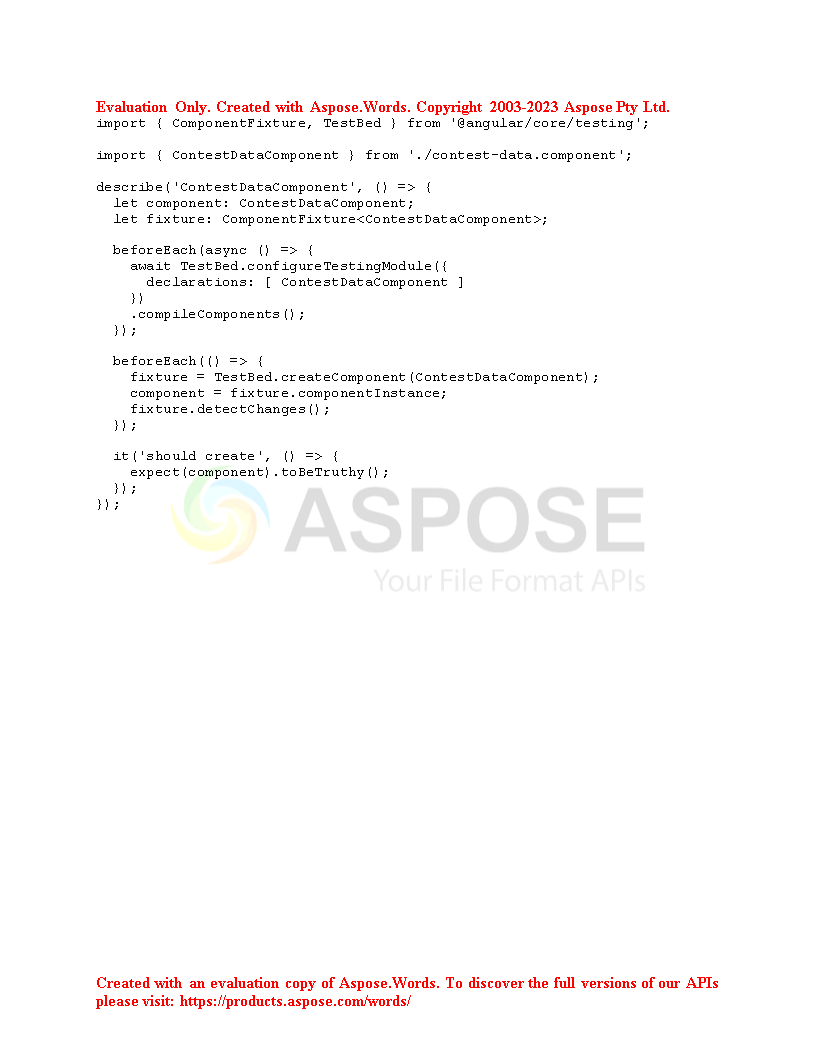 Evaluation Only. Created with Aspose.Words. Copyright 2003-2023 Aspose Pty Ltd.
import { ComponentFixture, TestBed } from '@angular/core/testing';

import { ContestDataComponent } from './contest-data.component';

describe('ContestDataComponent', () => {
  let component: ContestDataComponent;
  let fixture: ComponentFixture<ContestDataComponent>;

  beforeEach(async () => {
    await TestBed.configureTestingModule({
      declarations: [ ContestDataComponent ]
    })
    .compileComponents();
  });

  beforeEach(() => {
    fixture = TestBed.createComponent(ContestDataComponent);
    component = fixture.componentInstance;
    fixture.detectChanges();
  });

  it('should create', () => {
    expect(component).toBeTruthy();
  });
});
ASPOSE
Your File Format APIs
Created with an evaluation copy of Aspose.Words. To discover the full versions of our APIs
please visit: https://products.aspose.com/words/